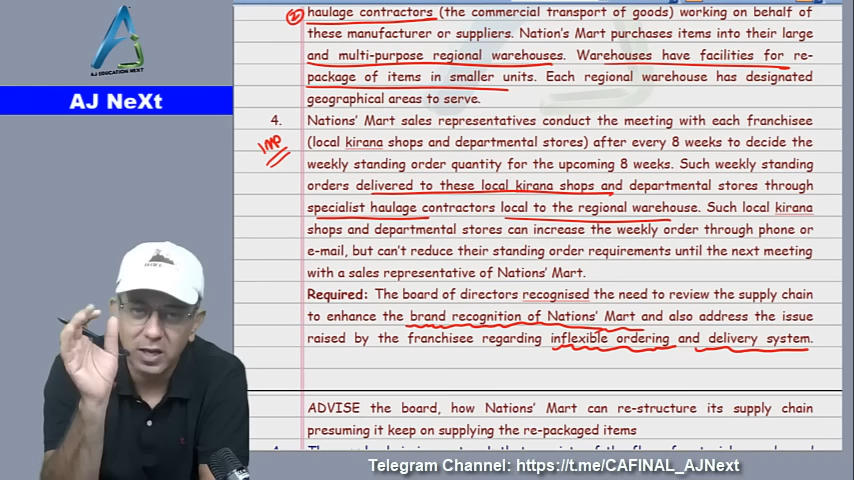 haulage contractors (the commercial transport of goods) working on behalf of
these manufacturer or suppliers. Nation's Mart purchases items into their large
and multi-purpose regional warehouses. Warehouses have facilities for re-
package of items in smaller units. Each regional warehouse has designated
geographical areas to serve.
4. Nations' Mart sales representatives conduct the meeting with each franchisee
(local kirana shops and departmental stores) after every 8 weeks to decide the
Imp
weekly standing order quantity for the upcoming 8 weeks. Such weekly standing
orders delivered to these local kirana shops and departmental stores through
specialist haulage contractors local to the regional warehouse. Such local kirana
shops and departmental stores can increase the weekly order through phone or
e-mail, but can't reduce their standing order requirements until the next meeting
with a sales representative of Nations' Mart.
Required: The board of directors recognised the need to review the supply chain
to enhance the brand recognition of Nations' Mart and also address the issue
raised by the franchisee regarding inflexible ordering and delivery system.
ADVISE the board, how Nations' Mart can re-structure its supply chain
presuming it keep on supplying the re-packaged items
AJ EDUCATION NEXT
AJ NeXt
Telegram Channel: https://t.me/CAFINAL_AJNext